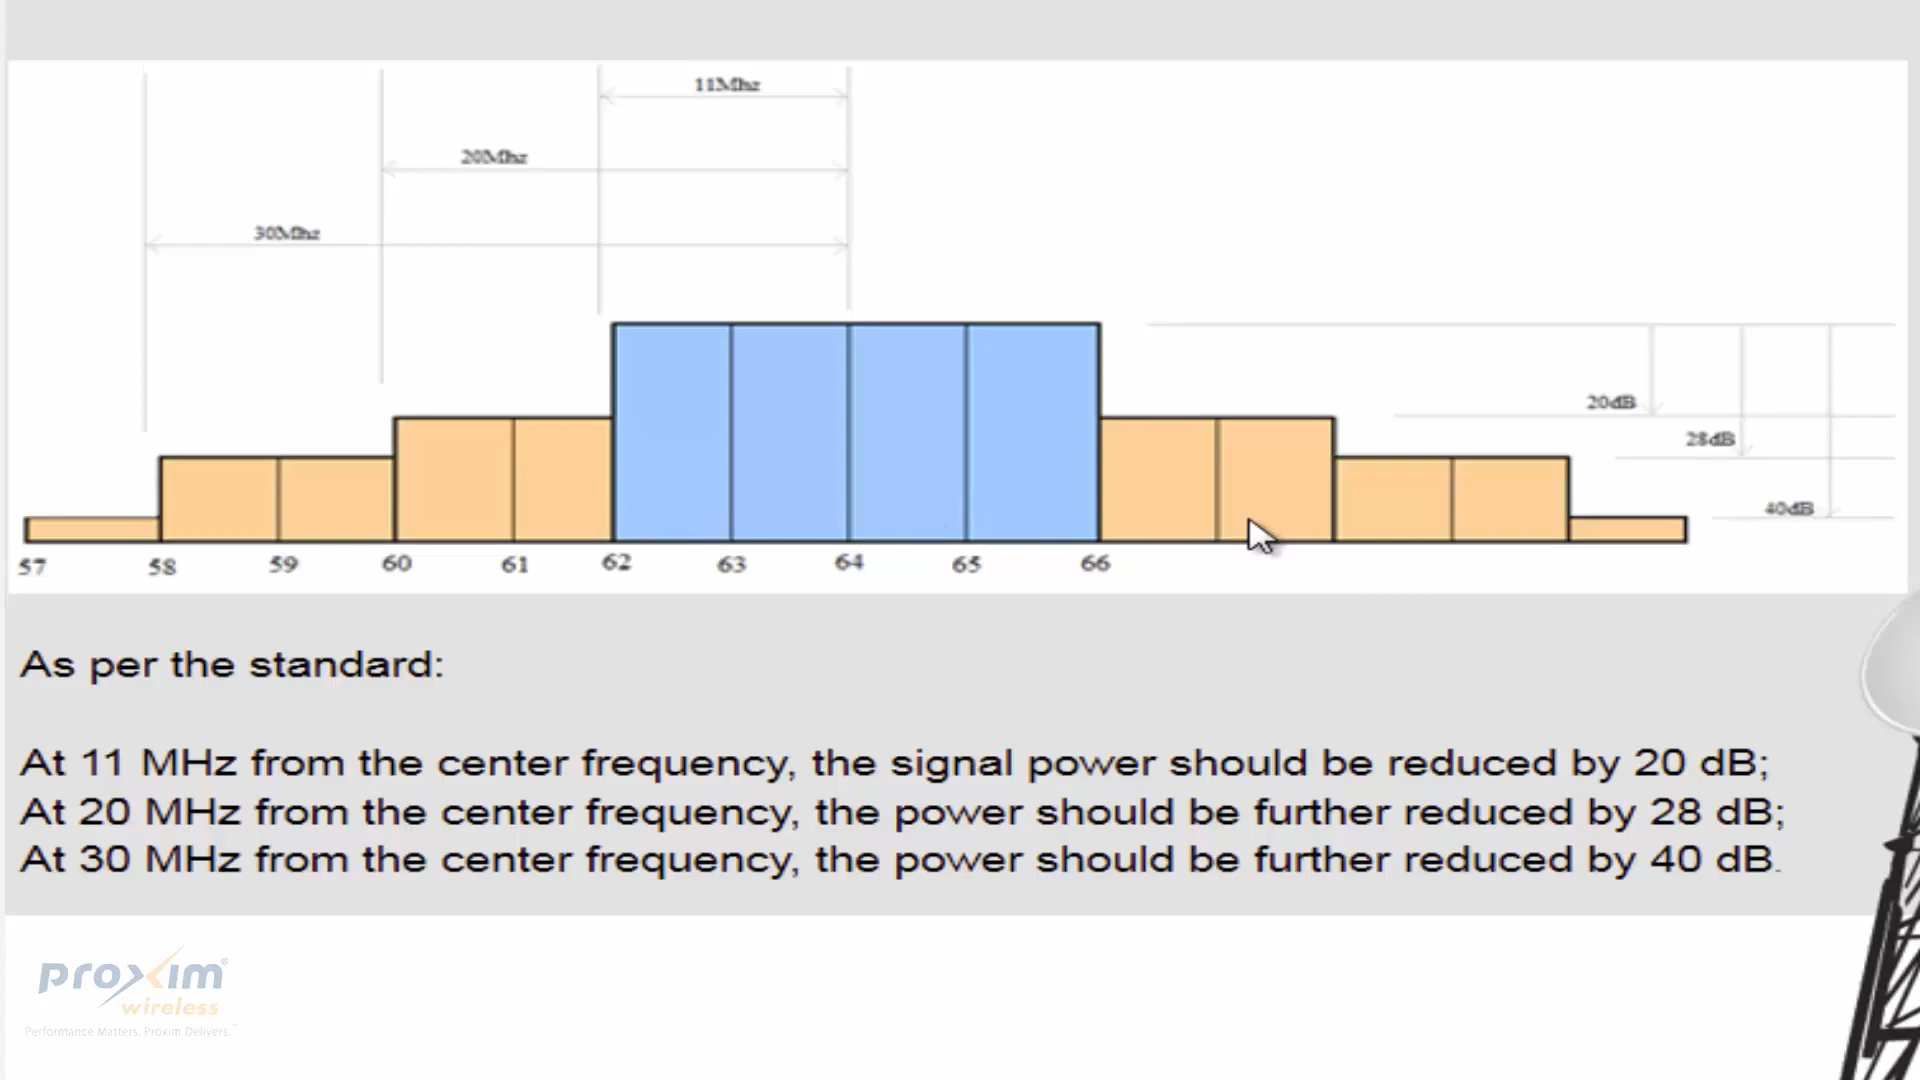 11Mhz
20Mhz
30Mhz
20dB
28dB
40dB
57 58 59 60 61 62 63 64 65 66
As per the standard:
At 11 MHz from the center frequency, the signal power should be reduced by 20 dB;
At 20 MHz from the center frequency, the power should be further reduced by 28 dB;
At 30 MHz from the center frequency, the power should be further reduced by 40 dB.
proxim®
wireless
Performance Matters. Proxim Delivers.™